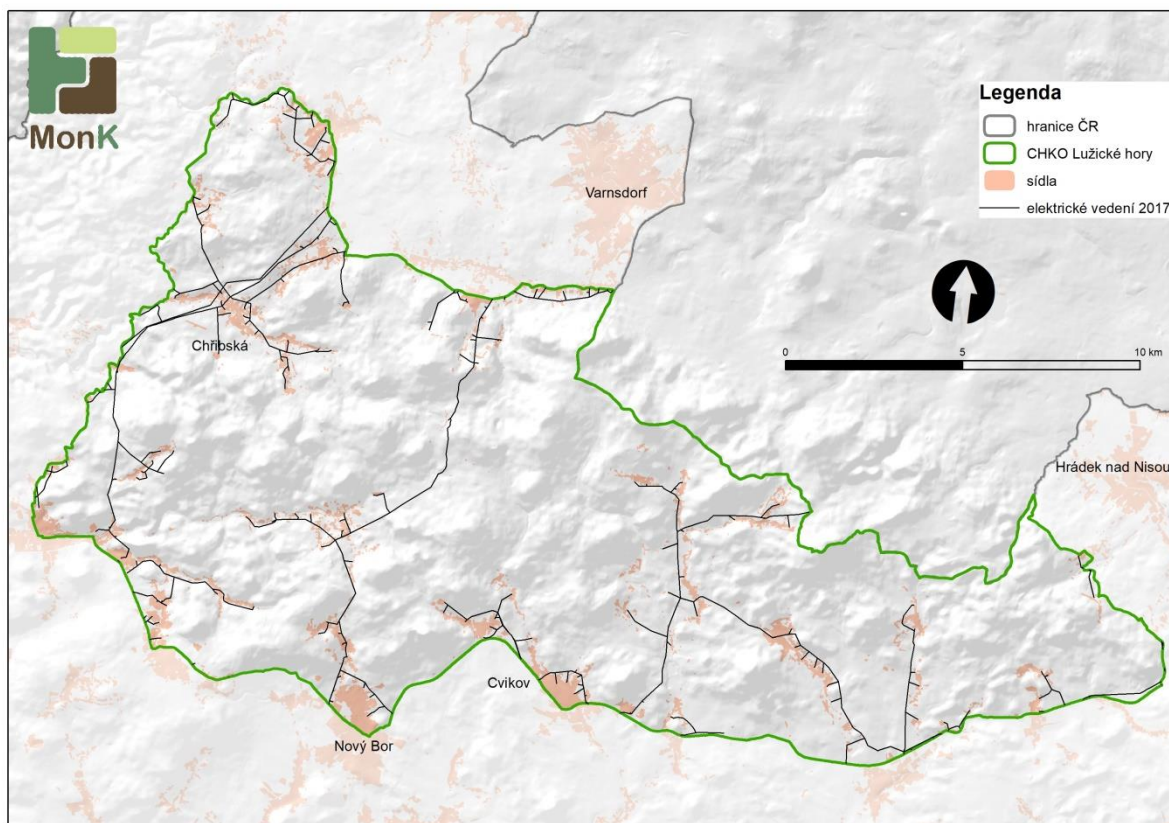 MonK
Legenda
hranice ČR
CHKO Lužické hory
sídla
elektrické vedení 2017
Varnsdorf
0 5 10 km
Chřibská
Hrádek nad Nisou
Cvikov
Nový Bor